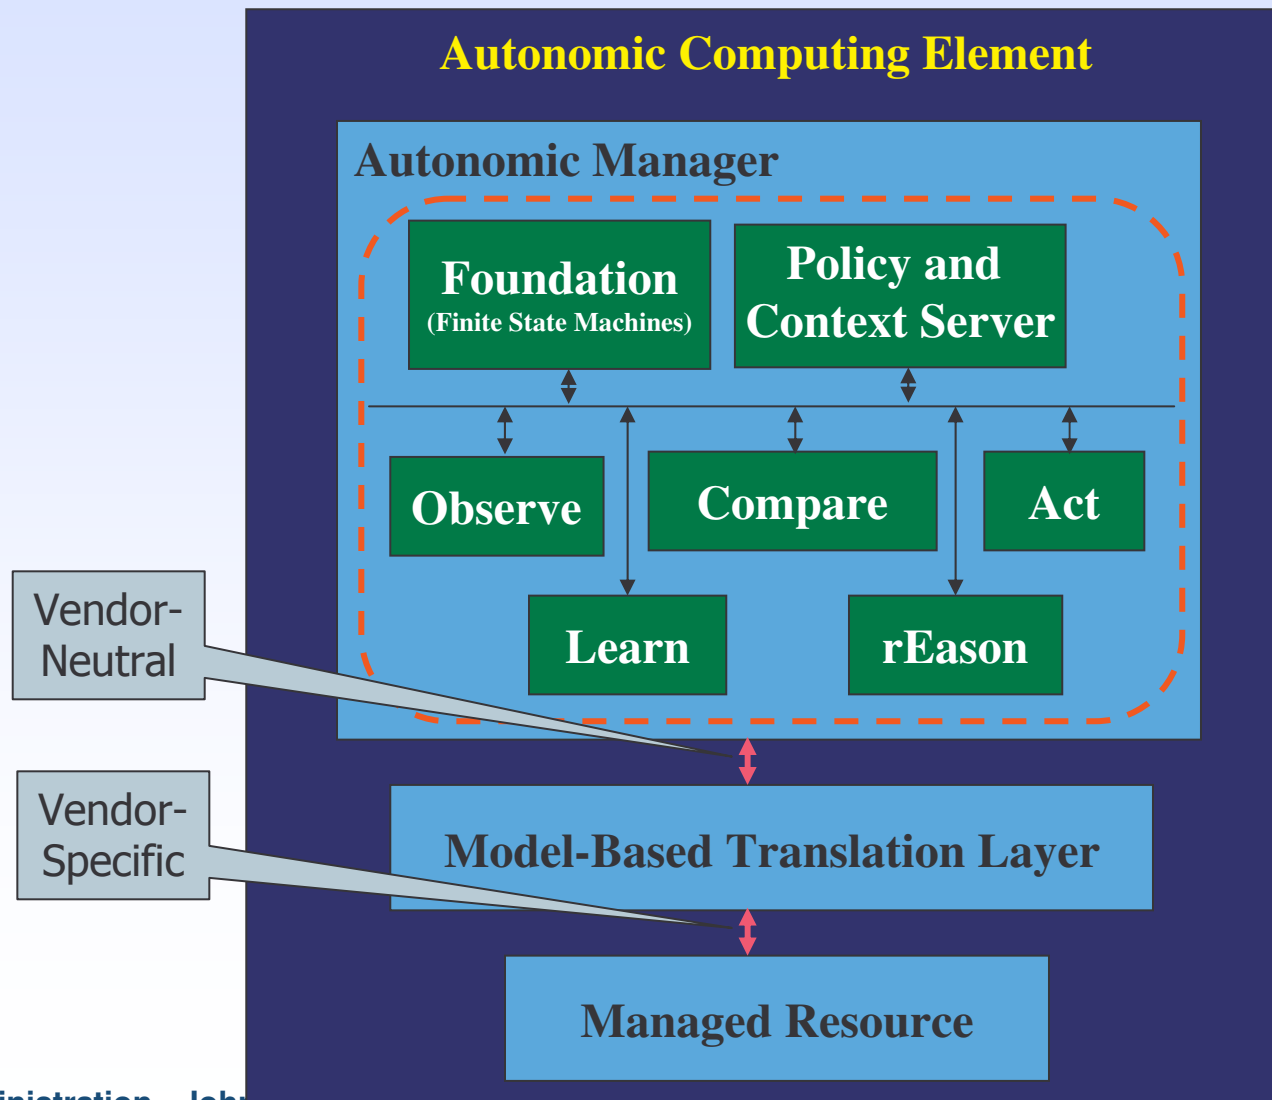 Autonomic Computing Element
Autonomic Manager
Foundation
(Finite State Machines)
Policy and
Context Server
Observe
Compare
Act
Learn
rEason
Vendor-
Neutral
Vendor-
Specific
Model-Based Translation Layer
Managed Resource